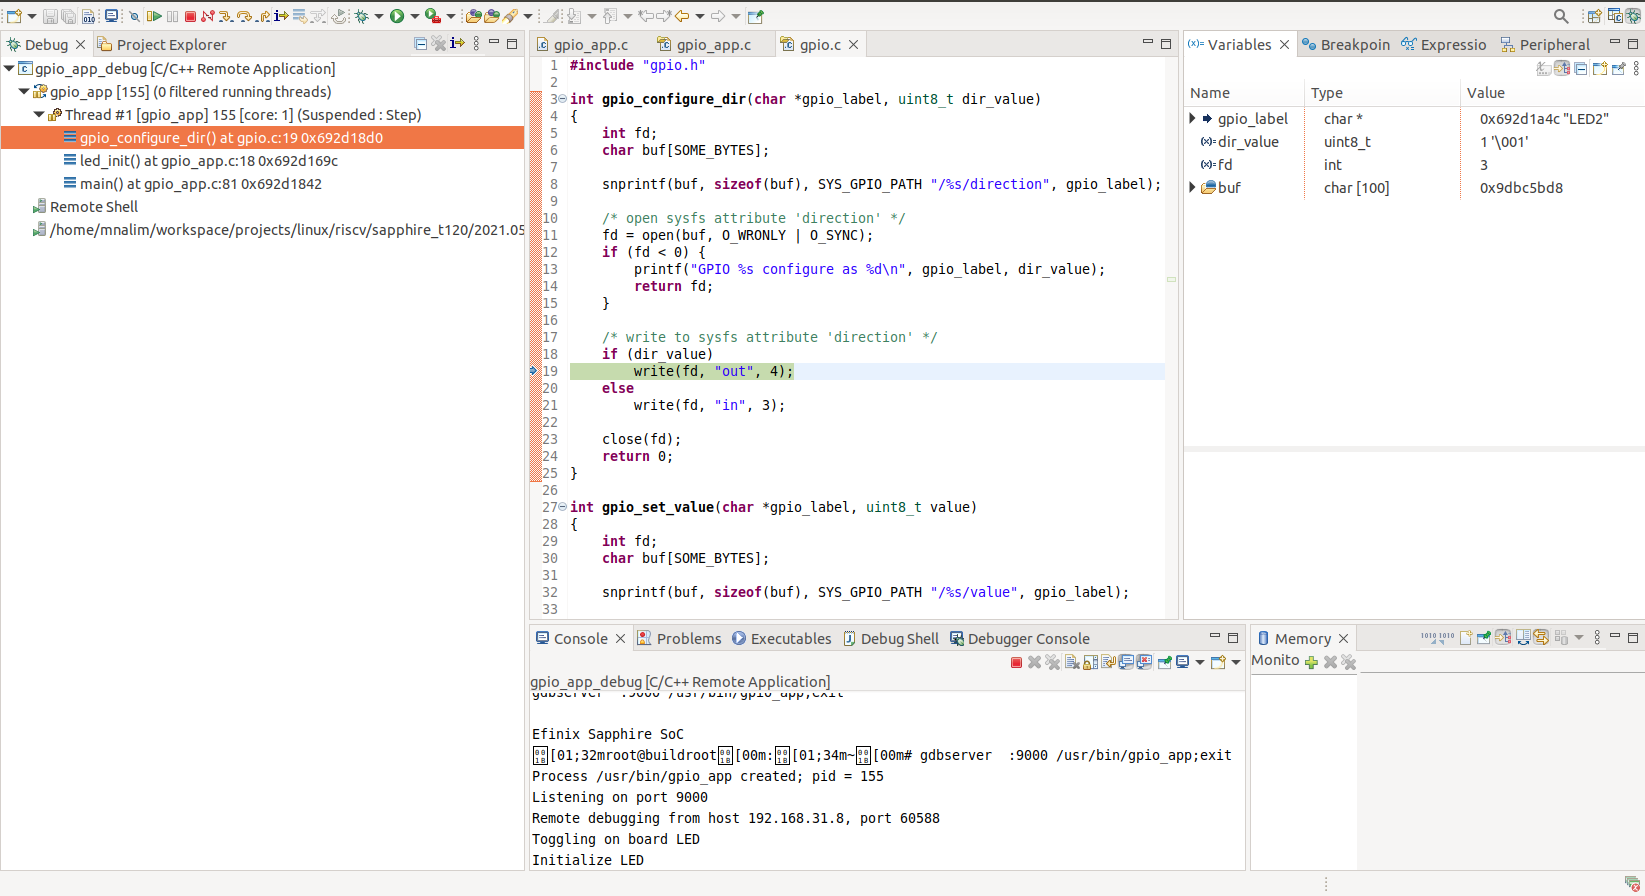 Debug
Project Explorer
gpio_app_debug [C/C++ Remote Application]
gpio_app [155] (0 filtered running threads)
Thread #1 [gpio_app] 155 [core: 1] (Suspended : Step)
gpio_configure_dir() at gpio.c:19 0x692d18d0
led_init() at gpio_app.c:18 0x692d169c
main() at gpio_app.c:81 0x692d1842
Remote Shell
/home/mnalim/workspace/projects/linux/riscv/sapphire_t120/2021.05
gpio_app.c
gpio_app.c
gpio.c
1 #include "gpio.h"
2
3 int gpio_configure_dir(char *gpio_label, uint8_t dir_value)
4 {
5     int fd;
6     char buf[SOME_BYTES];
7
8     snprintf(buf, sizeof(buf), SYS_GPIO_PATH "/%s/direction", gpio_label);
9
10     /* open sysfs attribute 'direction' */
11     fd = open(buf, O_WRONLY | O_SYNC);
12     if (fd < 0) {
13         printf("GPIO %s configure as %d\n", gpio_label, dir_value);
14         return fd;
15     }
16
17     /* write to sysfs attribute 'direction' */
18     if (dir_value)
19         write(fd, "out", 4);
20     else
21         write(fd, "in", 3);
22
23     close(fd);
24     return 0;
25 }
26
27 int gpio_set_value(char *gpio_label, uint8_t value)
28 {
29     int fd;
30     char buf[SOME_BYTES];
31
32     snprintf(buf, sizeof(buf), SYS_GPIO_PATH "/%s/value", gpio_label);
33
(x)= Variables
Breakpoin
Expressio
Peripheral
Name Type Value
gpio_label char * 0x692d1a4c "LED2"
(x)= dir_value uint8_t 1 '\001'
(x)= fd int 3
buf char [100] 0x9dbc5bd8
Console
Problems
Executables
Debug Shell
Debugger Console
gpio_app_debug [C/C++ Remote Application]
gdbserver  :9000 /usr/bin/gpio_app;exit
Efinix Sapphire SoC
[01;32mroot@buildroot[00m:[01;34m~[00m# gdbserver  :9000 /usr/bin/gpio_app;exit
Process /usr/bin/gpio_app created; pid = 155
Listening on port 9000
Remote debugging from host 192.168.31.8, port 60588
Toggling on board LED
Initialize LED
Memory
Monito